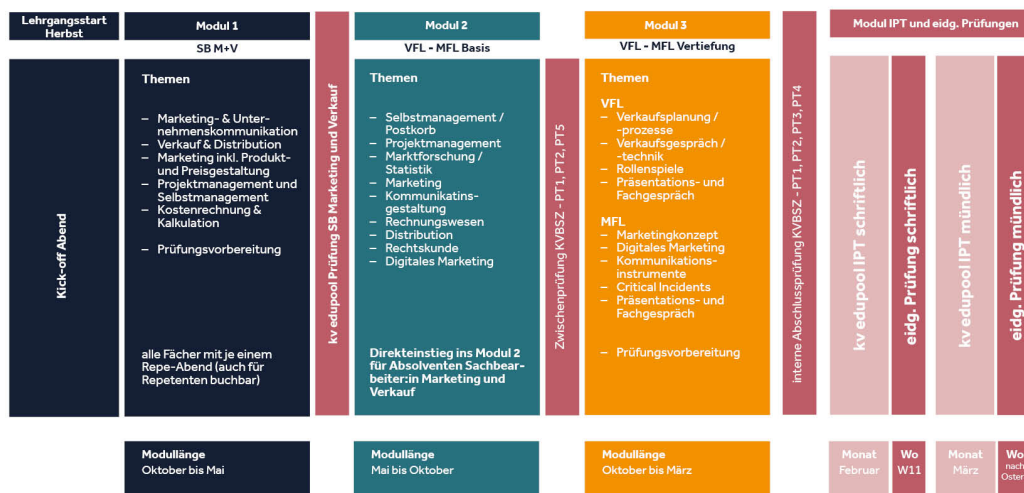 Lehrgangsstart
Herbst
Kick-off Abend
Modul 1
SB M+V
Themen
– Marketing- & Unter-
nehmenskommunikation
– Verkauf & Distribution
– Marketing inkl. Produkt-
und Preisgestaltung
– Projektmanagement und
Selbstmanagement
– Kostenrechnung &
Kalkulation
– Prüfungsvorbereitung
alle Fächer mit je einem
Repe-Abend (auch für
Repetenten buchbar)
Modullänge
Oktober bis Mai
kv edupool Prüfung SB Marketing und Verkauf
Modul 2
VFL - MFL Basis
Themen
– Selbstmanagement /
Postkorb
– Projektmanagement
– Marktforschung /
Statistik
– Marketing
– Kommunikatins-
gestaltung
– Rechnungswesen
– Distribution
– Rechtskunde
– Digitales Marketing
Direkteinstieg ins Modul 2
für Absolventen Sachbear-
beiter:in Marketing und
Verkauf
Modullänge
Mai bis Oktober
Zwischenprüfung KVBSZ - PT1, PT2, PT5
Modul 3
VFL - MFL Vertiefung
Themen
VFL
– Verkaufsplanung /
-prozesse
– Verkaufsgespräch /
-technik
– Rollenspiele
– Präsentations- und
Fachgespräch
MFL
– Marketingkonzept
– Digitales Marketing
– Kommunikations-
instrumente
– Critical Incidents
– Präsentations- und
Fachgespräch
– Prüfungsvorbereitung
Modullänge
Oktober bis März
interne Abschlussprüfung KVBSZ - PT1, PT2, PT3, PT4
Modul IPT und eidg. Prüfungen
kv edupool IPT schriftlich
eidg. Prüfung schriftlich
kv edupool IPT mündlich
eidg. Prüfung mündlich
Monat
Februar
Wo
W11
Monat
März
Wo
nach
Oster